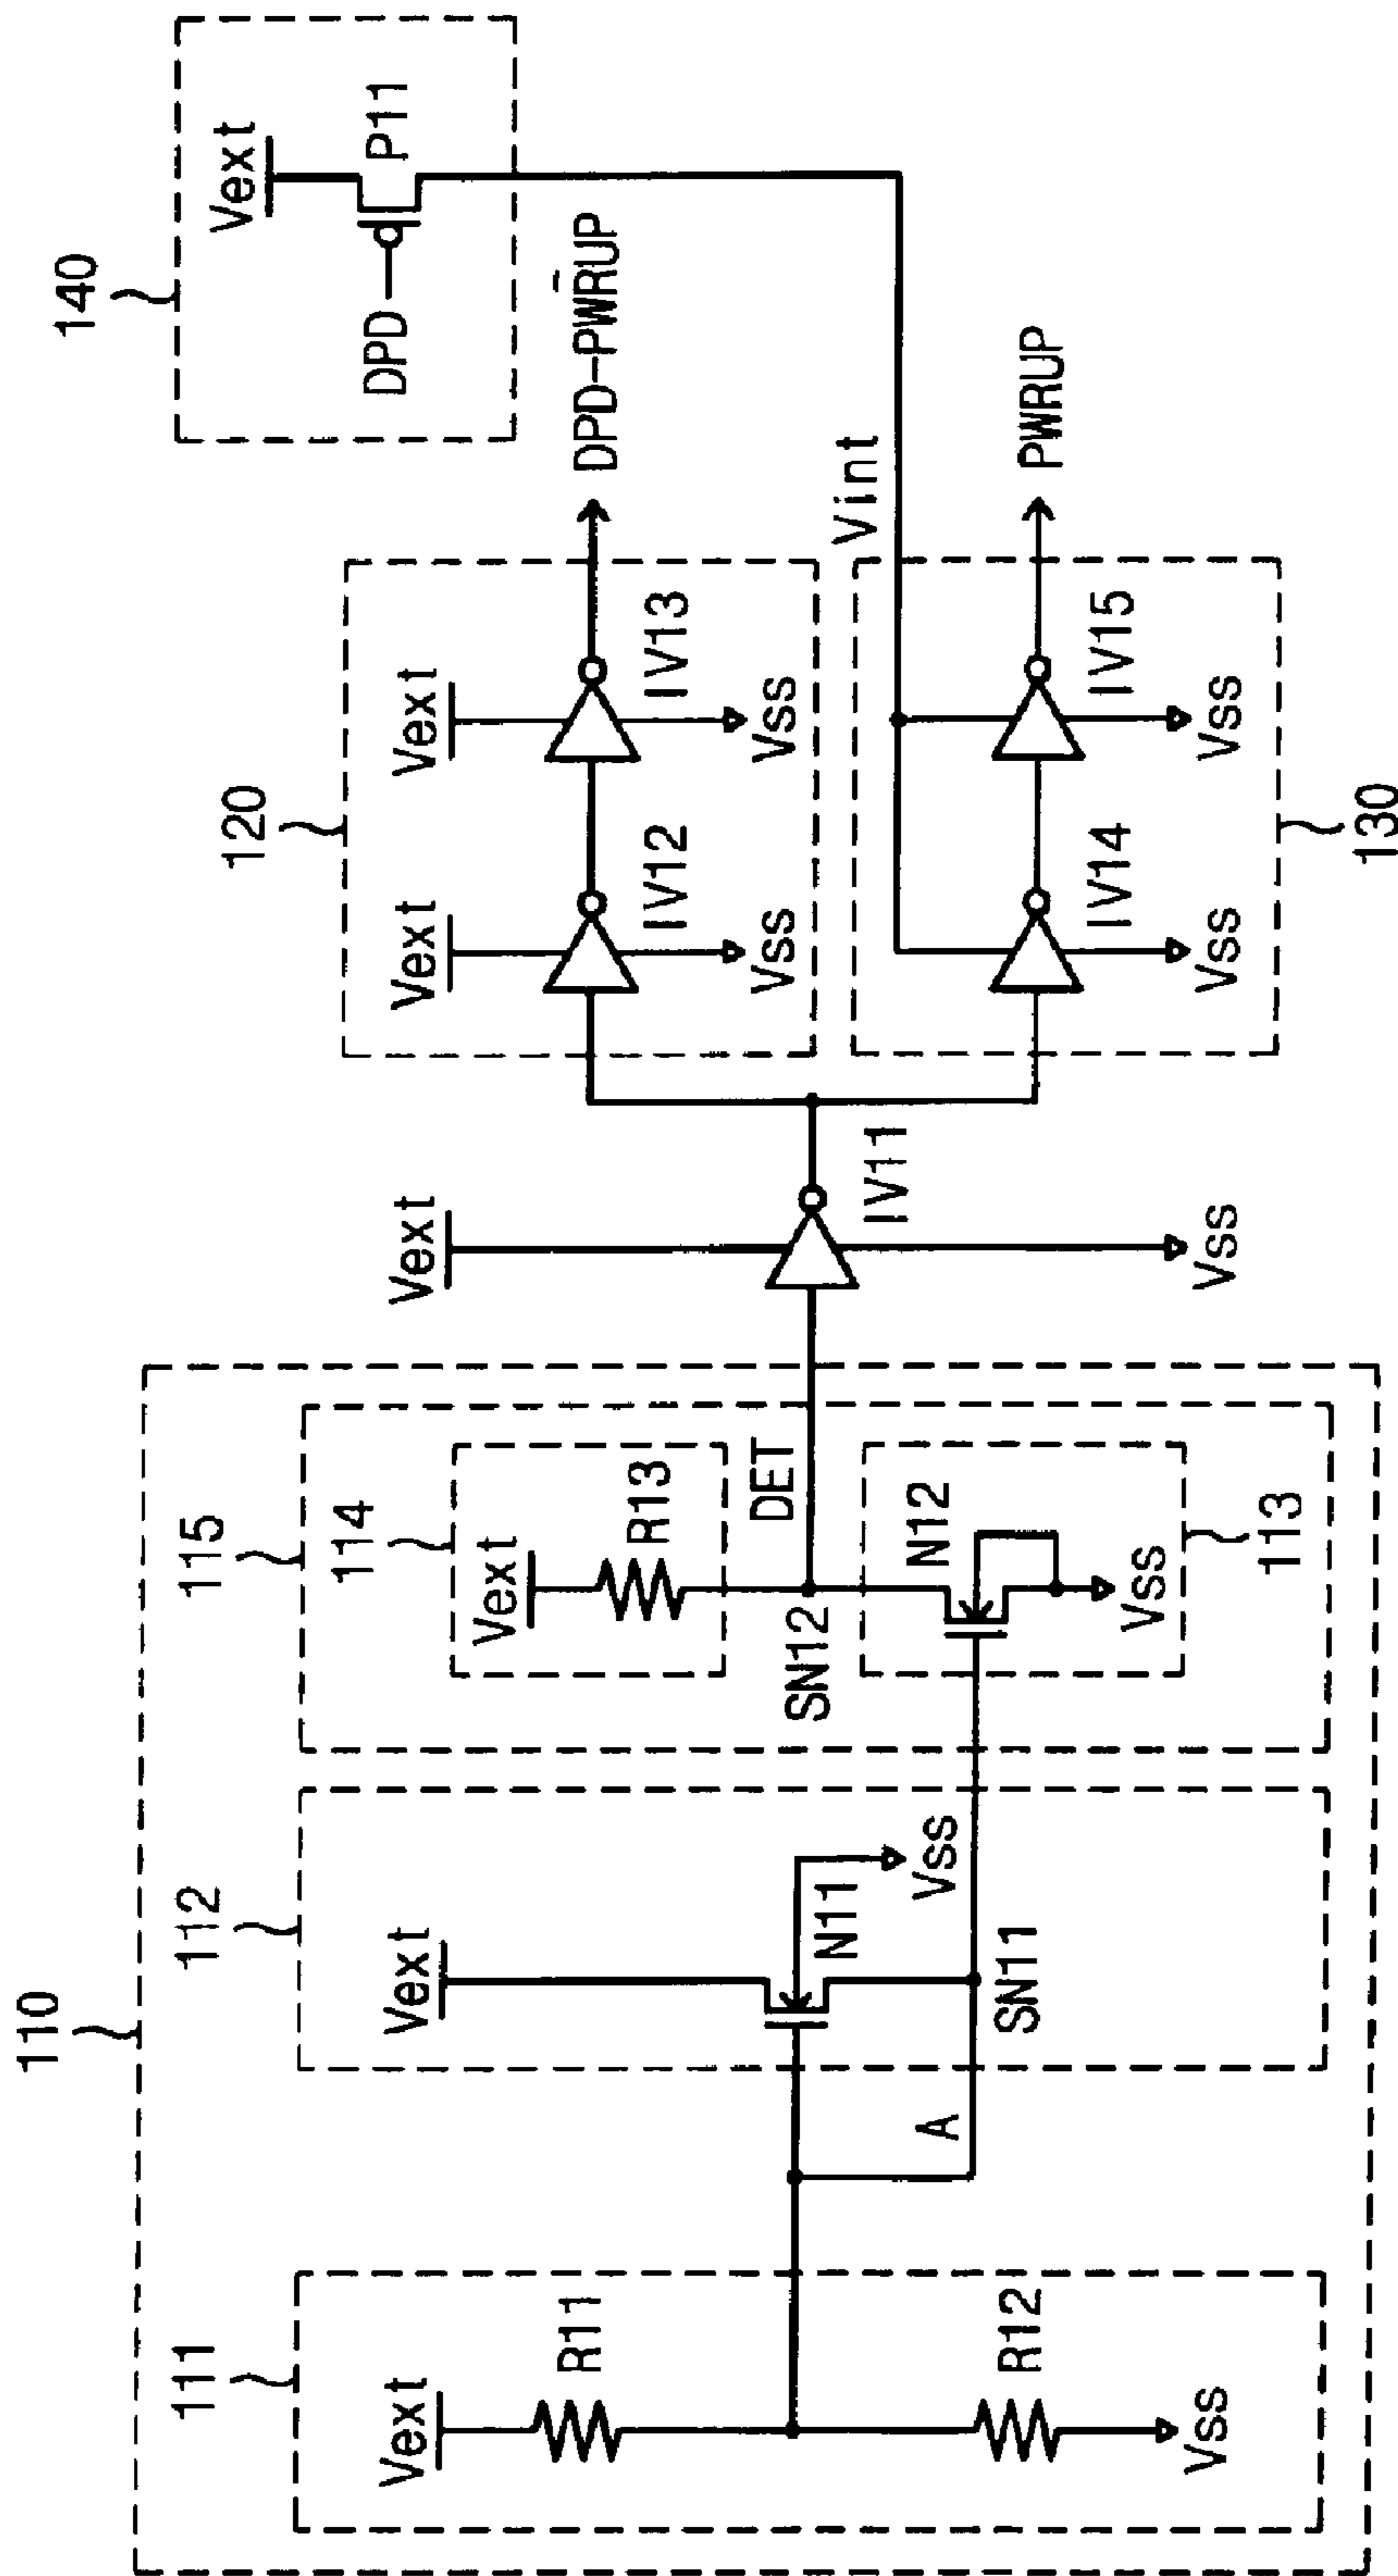 110
111
Vext
R11
R12
Vss
A
112
Vext
N11
Vss
SN11
115
114
Vext
R13
SN12
DET
N12
Vss
113
Vext
IV11
Vss
120
Vext
IV12
Vss
Vext
IV13
Vss
DPD-PWRUP
130
IV14
Vss
IV15
Vss
Vint
PWRUP
140
Vext
P11
DPD